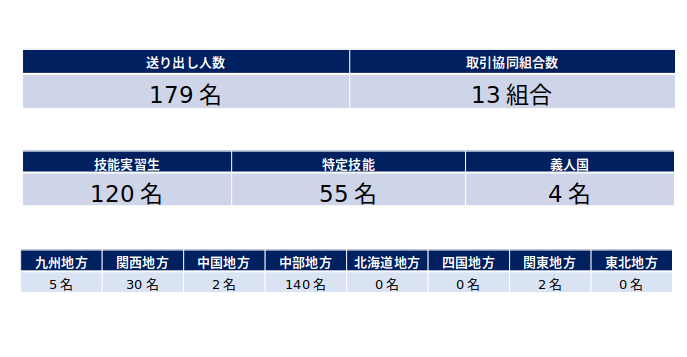 送り出し人数 取引協同組合数
179 名 13 組合
技能実習生 特定技能 義人国
120 名 55 名 4 名
九州地方 関西地方 中国地方 中部地方 北海道地方 四国地方 関東地方 東北地方
5 名 30 名 2 名 140 名 0 名 0 名 2 名 0 名